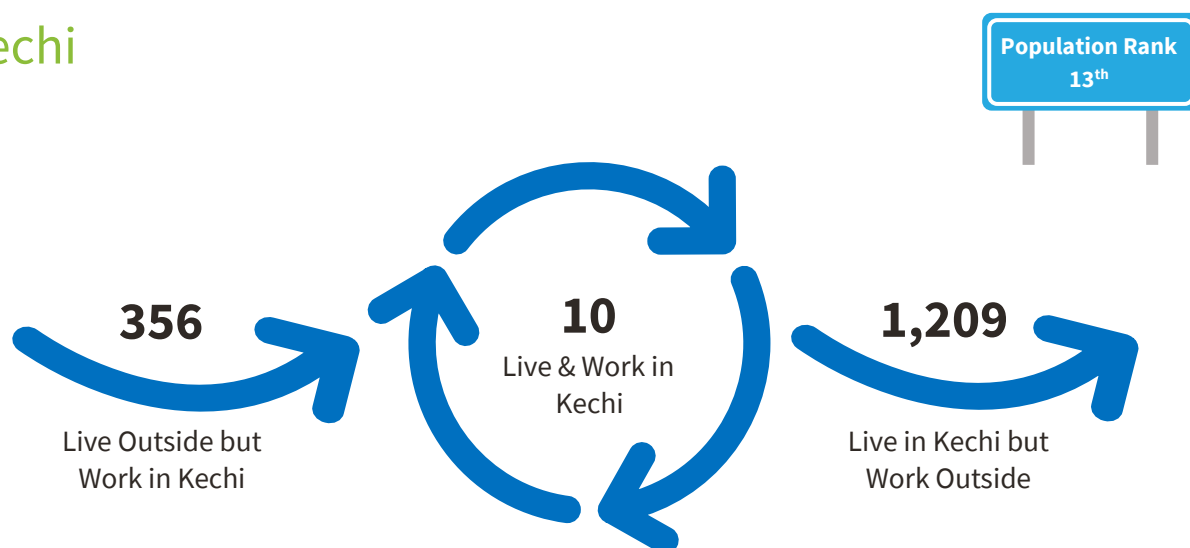 echi
Population Rank
13th
356
10
1,209
Live & Work in
Kechi
Live Outside but
Work in Kechi
Live in Kechi but
Work Outside